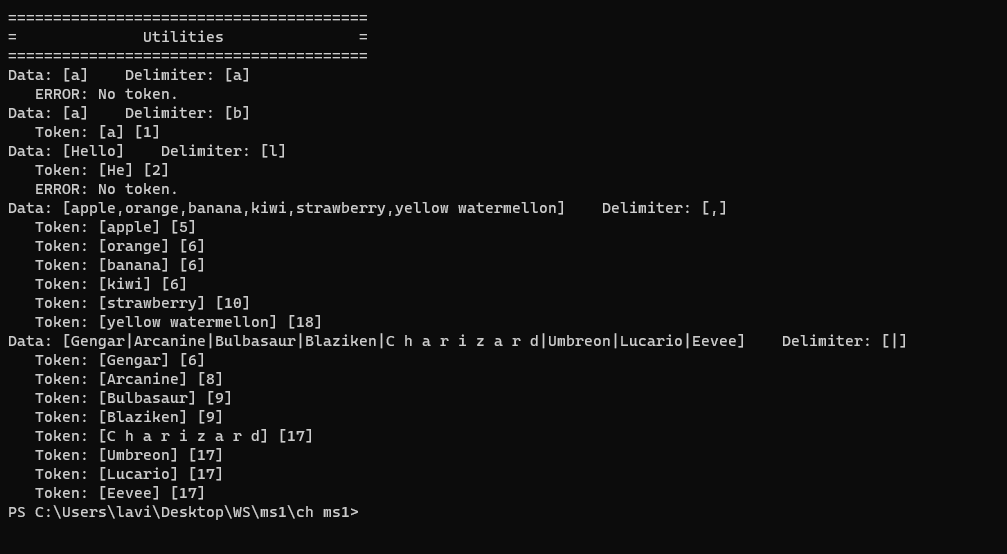 ========================================
=              Utilities               =
========================================
Data: [a]    Delimiter: [a]
   ERROR: No token.
Data: [a]    Delimiter: [b]
   Token: [a] [1]
Data: [Hello]    Delimiter: [l]
   Token: [He] [2]
   ERROR: No token.
Data: [apple,orange,banana,kiwi,strawberry,yellow watermellon]    Delimiter: [,]
   Token: [apple] [5]
   Token: [orange] [6]
   Token: [banana] [6]
   Token: [kiwi] [6]
   Token: [strawberry] [10]
   Token: [yellow watermellon] [18]
Data: [Gengar|Arcanine|Bulbasaur|Blaziken|C h a r i z a r d|Umbreon|Lucario|Eevee]    Delimiter: [|]
   Token: [Gengar] [6]
   Token: [Arcanine] [8]
   Token: [Bulbasaur] [9]
   Token: [Blaziken] [9]
   Token: [C h a r i z a r d] [17]
   Token: [Umbreon] [17]
   Token: [Lucario] [17]
   Token: [Eevee] [17]
PS C:\Users\lavi\Desktop\WS\ms1\ch ms1>